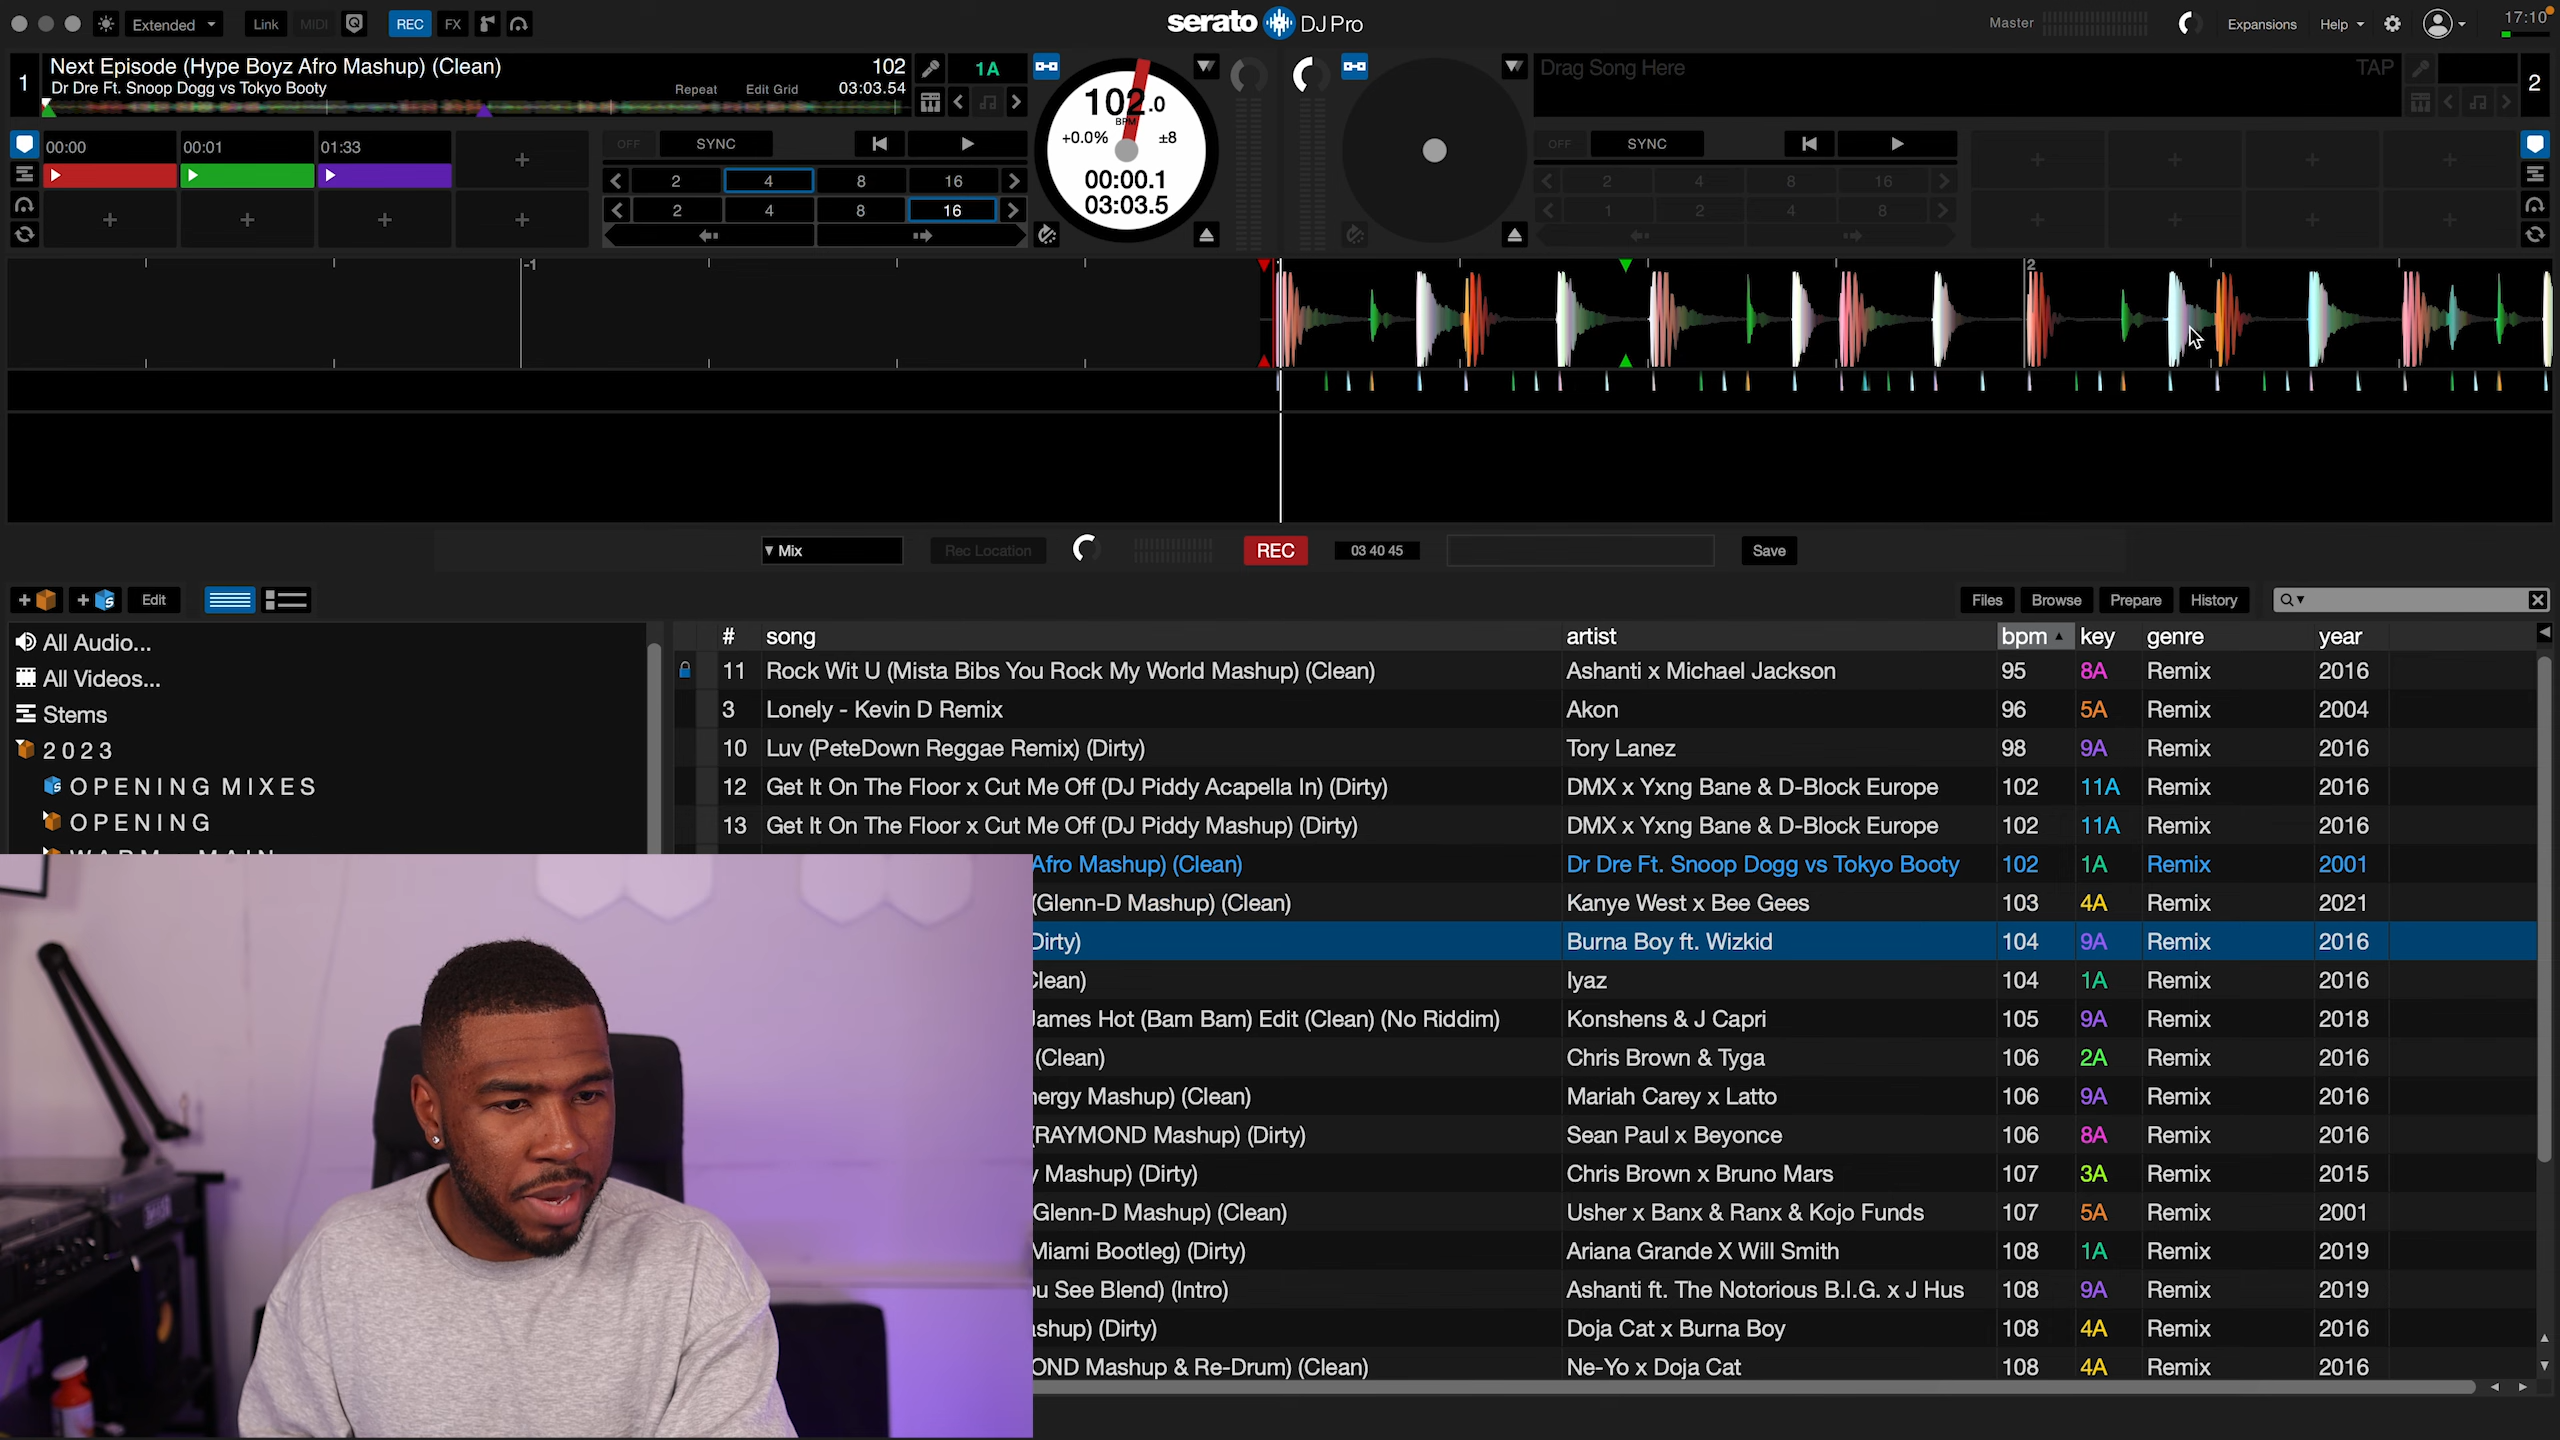 Extended
Link
MIDI
REC
FX
serato DJ Pro
Master
Expansions
Help
17:10
1
Next Episode (Hype Boyz Afro Mashup) (Clean)
102
1A
Dr Dre Ft. Snoop Dogg vs Tokyo Booty
Repeat
Edit Grid
03:03.54
102.0
BPM
+0.0%
±8
00:00.1
03:03.5
Drag Song Here
TAP
2
00:00
00:01
01:33
OFF
SYNC
2 4 8 16
2 4 8 16
OFF
SYNC
2 4 8 16
1 2 4 8
-1
2
Mix
Rec Location
REC
03 40 45
Save
Edit
Files
Browse
Prepare
History
All Audio...
All Videos...
Stems
2 0 2 3
O P E N I N G M I X E S
O P E N I N G
# song artist bpm key genre year
11 Rock Wit U (Mista Bibs You Rock My World Mashup) (Clean) Ashanti x Michael Jackson 95 8A Remix 2016
3 Lonely - Kevin D Remix Akon 96 5A Remix 2004
10 Luv (PeteDown Reggae Remix) (Dirty) Tory Lanez 98 9A Remix 2016
12 Get It On The Floor x Cut Me Off (DJ Piddy Acapella In) (Dirty) DMX x Yxng Bane & D-Block Europe 102 11A Remix 2016
13 Get It On The Floor x Cut Me Off (DJ Piddy Mashup) (Dirty) DMX x Yxng Bane & D-Block Europe 102 11A Remix 2016
Afro Mashup) (Clean) Dr Dre Ft. Snoop Dogg vs Tokyo Booty 102 1A Remix 2001
(Glenn-D Mashup) (Clean) Kanye West x Bee Gees 103 4A Remix 2021
Dirty) Burna Boy ft. Wizkid 104 9A Remix 2016
Clean) Iyaz 104 1A Remix 2016
James Hot (Bam Bam) Edit (Clean) (No Riddim) Konshens & J Capri 105 9A Remix 2018
(Clean) Chris Brown & Tyga 106 2A Remix 2016
nergy Mashup) (Clean) Mariah Carey x Latto 106 9A Remix 2016
(RAYMOND Mashup) (Dirty) Sean Paul x Beyonce 106 8A Remix 2016
y Mashup) (Dirty) Chris Brown x Bruno Mars 107 3A Remix 2015
Glenn-D Mashup) (Clean) Usher x Banx & Ranx & Kojo Funds 107 5A Remix 2001
Miami Bootleg) (Dirty) Ariana Grande X Will Smith 108 1A Remix 2019
ou See Blend) (Intro) Ashanti ft. The Notorious B.I.G. x J Hus 108 9A Remix 2019
ashup) (Dirty) Doja Cat x Burna Boy 108 4A Remix 2016
OND Mashup & Re-Drum) (Clean) Ne-Yo x Doja Cat 108 4A Remix 2016